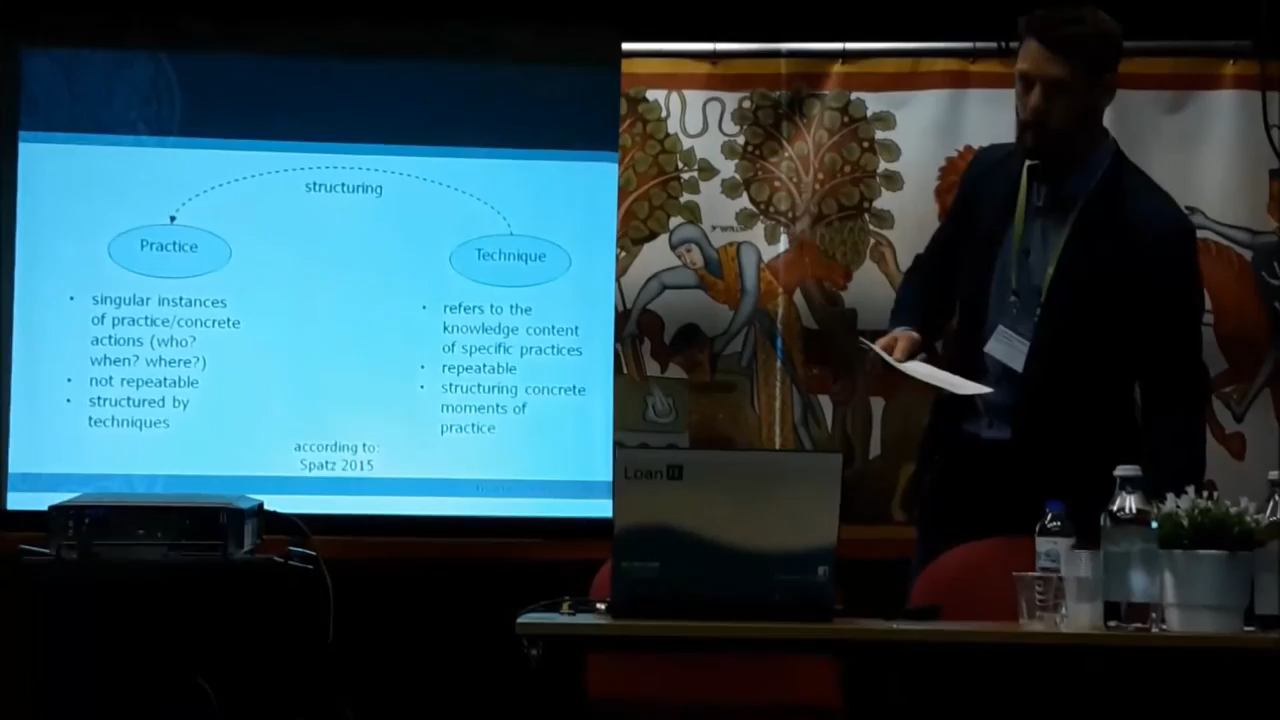 structuring
Practice
Technique
• singular instances
of practice/concrete
actions (who?
when? where?)
• not repeatable
• structured by
techniques
• refers to the
knowledge content
of specific practices
• repeatable
• structuring concrete
moments of
practice
according to:
Spatz 2015
Loan IT